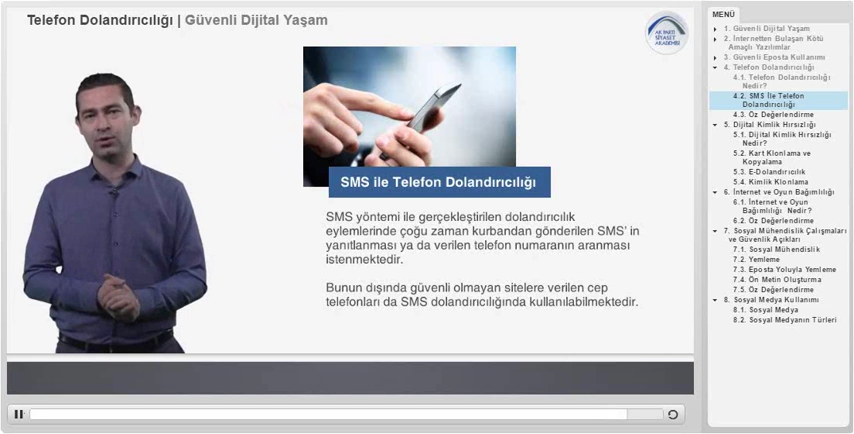 Telefon Dolandırıcılığı | Güvenli Dijital Yaşam
AK PARTİ
SİYASET
AKADEMİSİ
SMS ile Telefon Dolandırıcılığı
SMS yöntemi ile gerçekleştirilen dolandırıcılık
eylemlerinde çoğu zaman kurbandan gönderilen SMS' in
yanıtlanması ya da verilen telefon numaranın aranması
istenmektedir.
Bunun dışında güvenli olmayan sitelere verilen cep
telefonları da SMS dolandırıcılığında kullanılabilmektedir.
MENÜ
1. Güvenli Dijital Yaşam
2. İnternetten Bulaşan Kötü
Amaçlı Yazılımlar
3. Güvenli Eposta Kullanımı
4. Telefon Dolandırıcılığı
4.1. Telefon Dolandırıcılığı
Nedir?
4.2. SMS İle Telefon
Dolandırıcılığı
4.3. Öz Değerlendirme
5. Dijital Kimlik Hırsızlığı
5.1. Dijital Kimlik Hırsızlığı
Nedir?
5.2. Kart Klonlama ve
Kopyalama
5.3. E-Dolandırıcılık
5.4. Kimlik Klonlama
6. İnternet ve Oyun Bağımlılığı
6.1. İnternet ve Oyun
Bağımlılığı Nedir?
6.2. Öz Değerlendirme
7. Sosyal Mühendislik Çalışmaları
ve Güvenlik Açıkları
7.1. Sosyal Mühendislik
7.2. Yemleme
7.3. Eposta Yoluyla Yemleme
7.4. Ön Metin Oluşturma
7.5. Öz Değerlendirme
8. Sosyal Medya Kullanımı
8.1. Sosyal Medya
8.2. Sosyal Medyanın Türleri